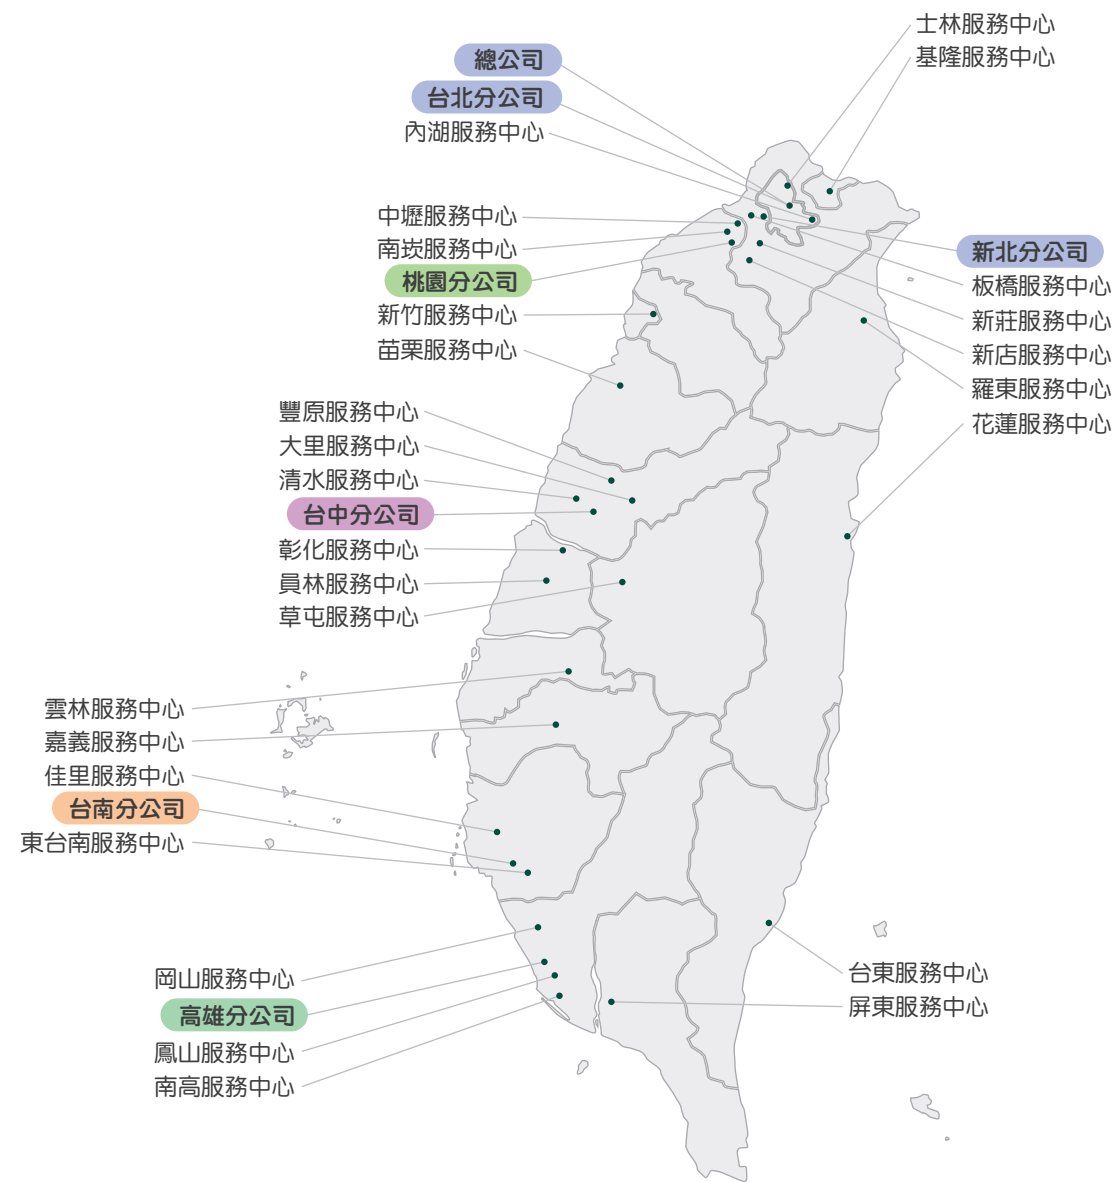 士林服務中心
基隆服務中心
總公司
台北分公司
內湖服務中心
中壢服務中心
南崁服務中心
桃園分公司
新竹服務中心
苗栗服務中心
新北分公司
板橋服務中心
新莊服務中心
新店服務中心
羅東服務中心
花蓮服務中心
豐原服務中心
大里服務中心
清水服務中心
台中分公司
彰化服務中心
員林服務中心
草屯服務中心
雲林服務中心
嘉義服務中心
佳里服務中心
台南分公司
東台南服務中心
岡山服務中心
高雄分公司
鳳山服務中心
南高服務中心
台東服務中心
屏東服務中心